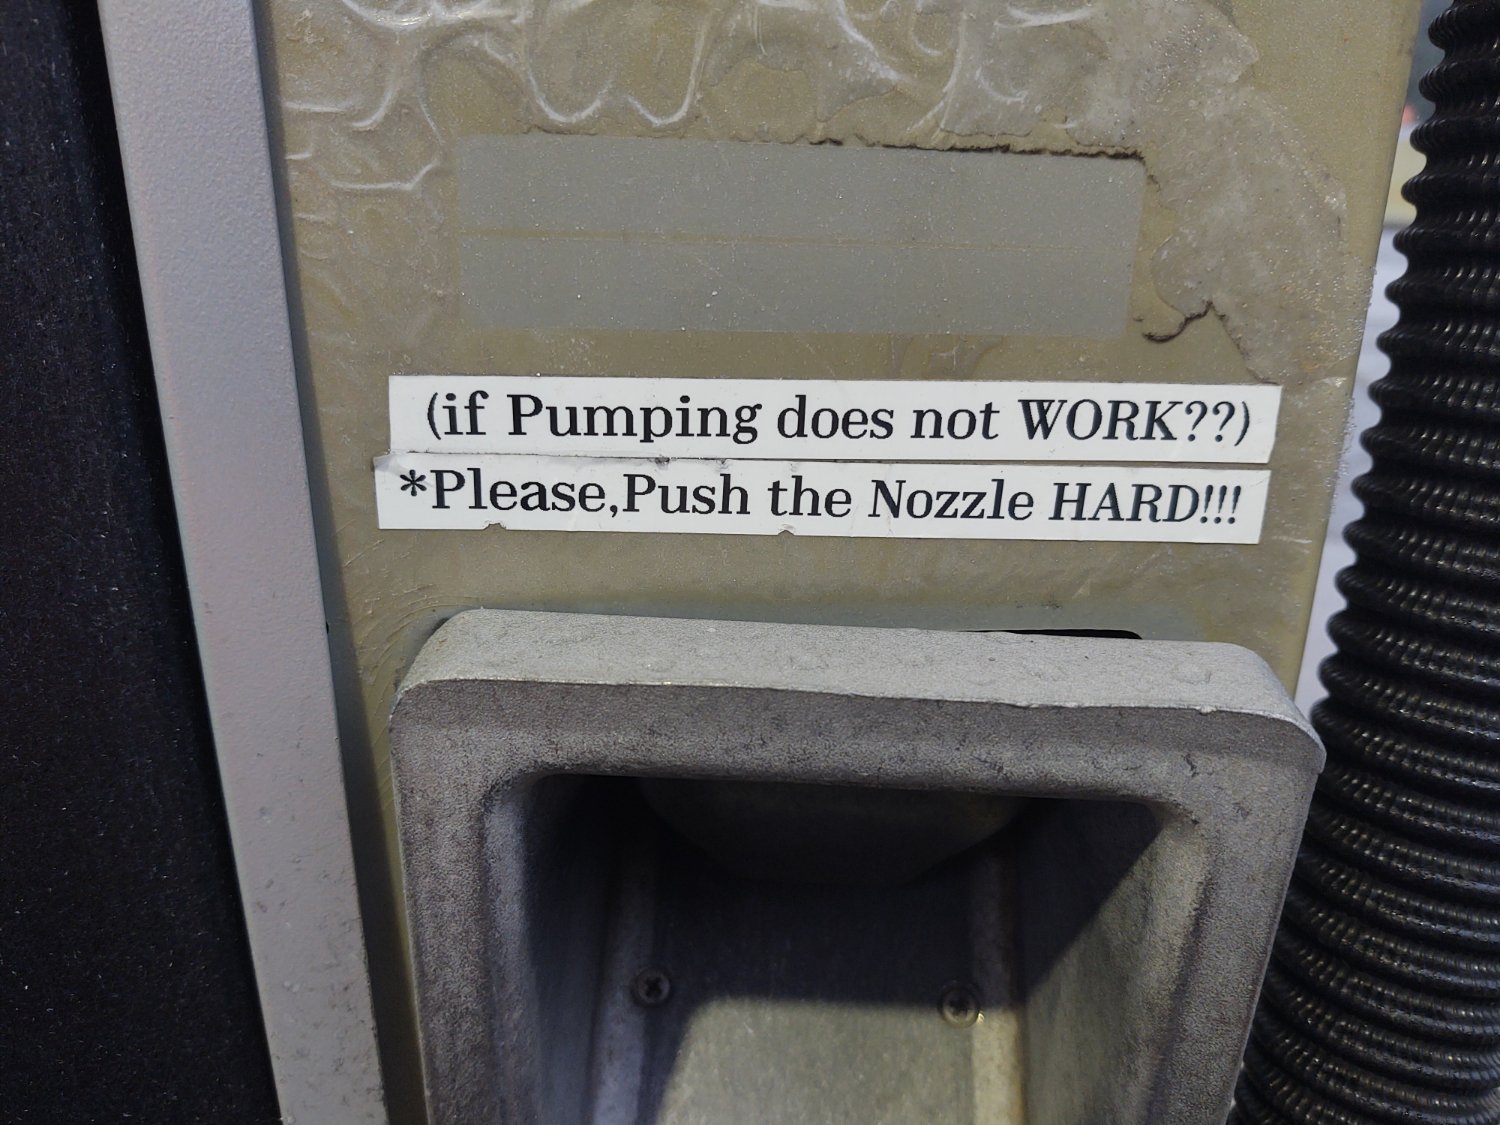 (if Pumping does not WORK??)
*Please,Push the Nozzle HARD!!!